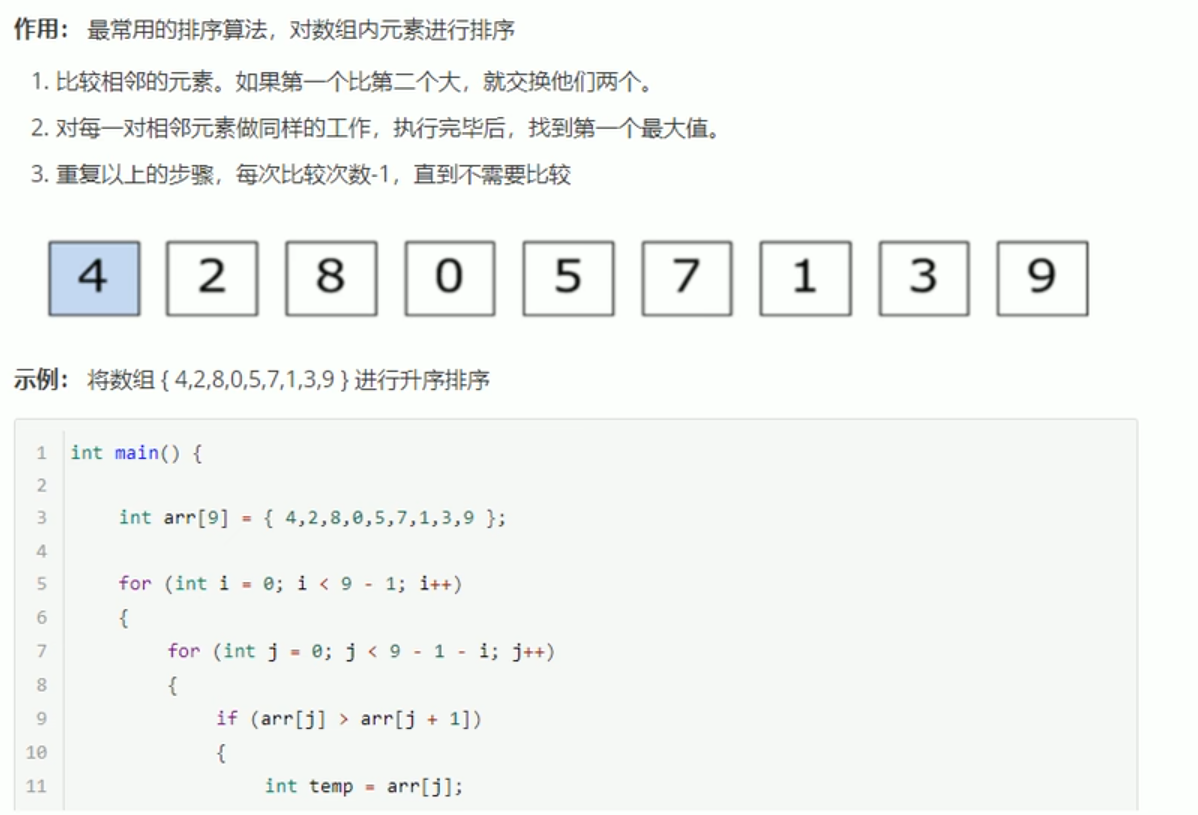 作用： 最常用的排序算法，对数组内元素进行排序
1. 比较相邻的元素。如果第一个比第二个大，就交换他们两个。
2. 对每一对相邻元素做同样的工作，执行完毕后，找到第一个最大值。
3. 重复以上的步骤，每次比较次数-1，直到不需要比较
4 2 8 0 5 7 1 3 9
示例： 将数组 { 4,2,8,0,5,7,1,3,9 } 进行升序排序
1 int main() {
2
3 int arr[9] = { 4,2,8,0,5,7,1,3,9 };
4
5 for (int i = 0; i < 9 - 1; i++)
6 {
7 for (int j = 0; j < 9 - 1 - i; j++)
8 {
9 if (arr[j] > arr[j + 1])
10 {
11 int temp = arr[j];